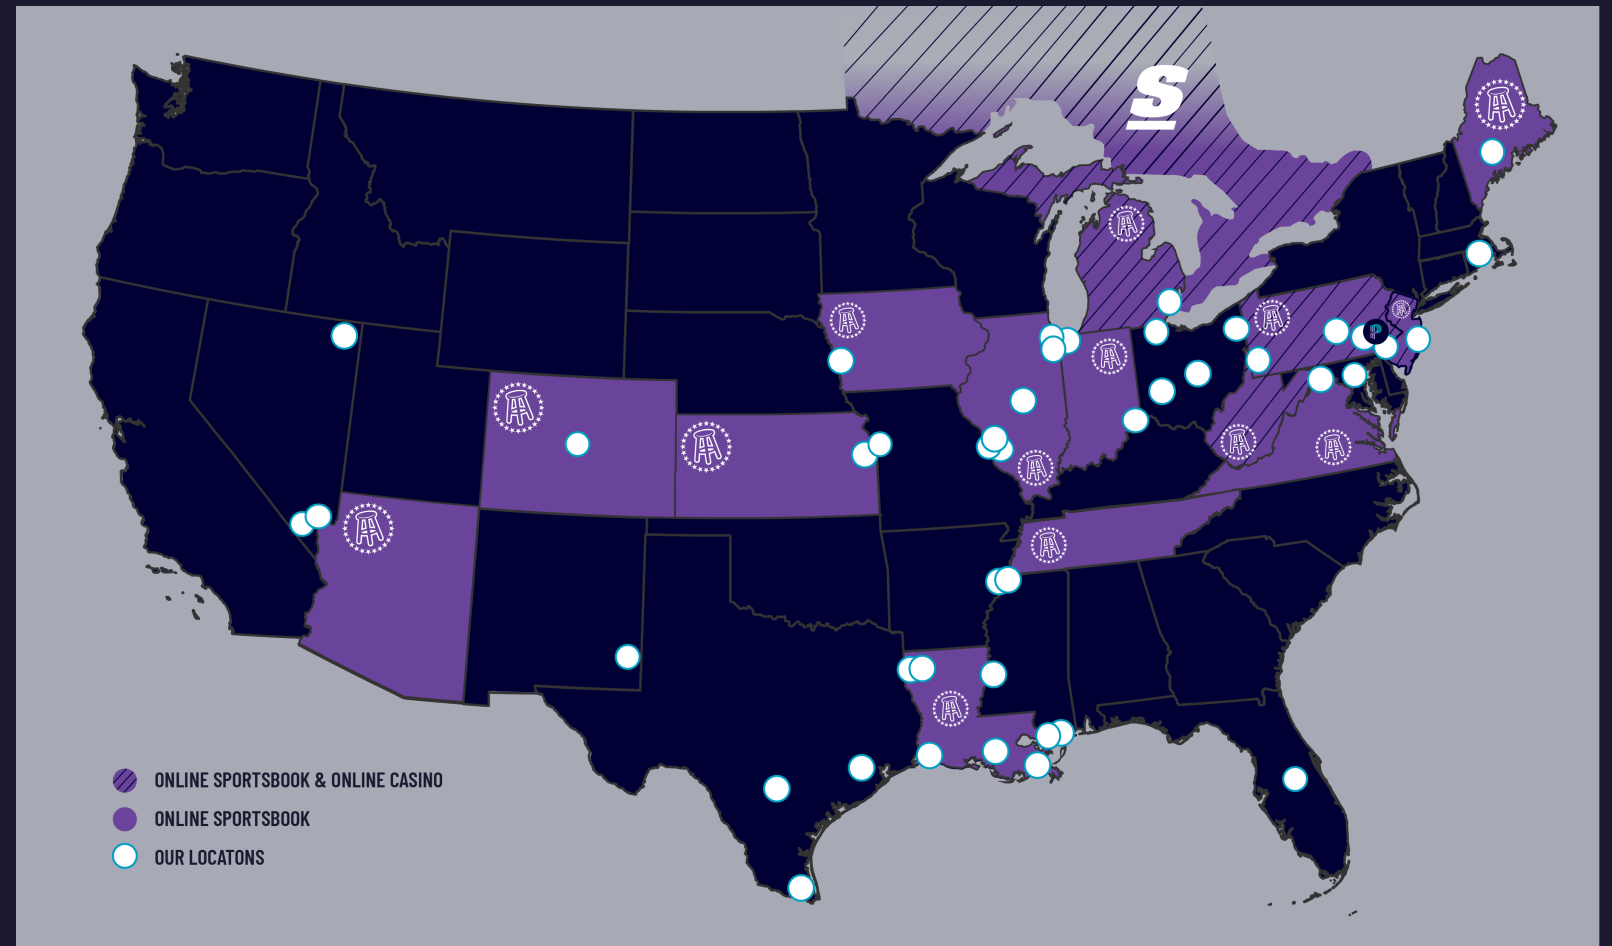 S
P
ONLINE SPORTSBOOK & ONLINE CASINO
ONLINE SPORTSBOOK
OUR LOCATONS